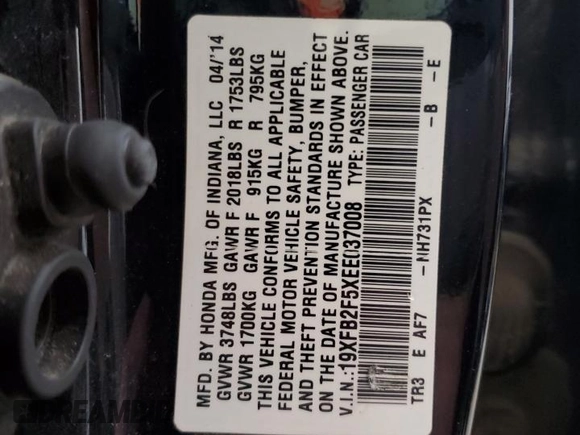 MFD. BY HONDA MFG. OF INDIANA, LLC 04/'14
GVWR 3748LBS GAWR F 2018LBS R 1753LBS
GVWR 1700KG GAWR F 915KG R 795KG
THIS VEHICLE CONFORMS TO ALL APPLICABLE
FEDERAL MOTOR VEHICLE SAFETY, BUMPER,
AND THEFT PREVENTION STANDARDS IN EFFECT
ON THE DATE OF MANUFACTURE SHOWN ABOVE.
V.I.N.:19XFB2F5XEE037008 TYPE: PASSENGER CAR
TR3 E AF7 -NH731PX -B -E